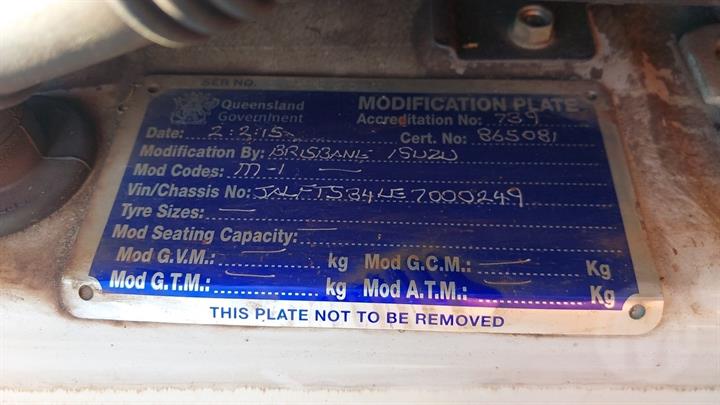 SER NO.
Queensland Government
MODIFICATION PLATE
Accreditation No: 739
Date: 2.2.15
Cert. No: 865081
Modification By: BRISBANE ISUZU
Mod Codes: M-1 —
Vin/Chassis No: JALFTS34LE7000249
Tyre Sizes: —
Mod Seating Capacity: —
Mod G.V.M.: — kg Mod G.C.M.: — Kg
Mod G.T.M.: — kg Mod A.T.M.: — Kg
THIS PLATE NOT TO BE REMOVED